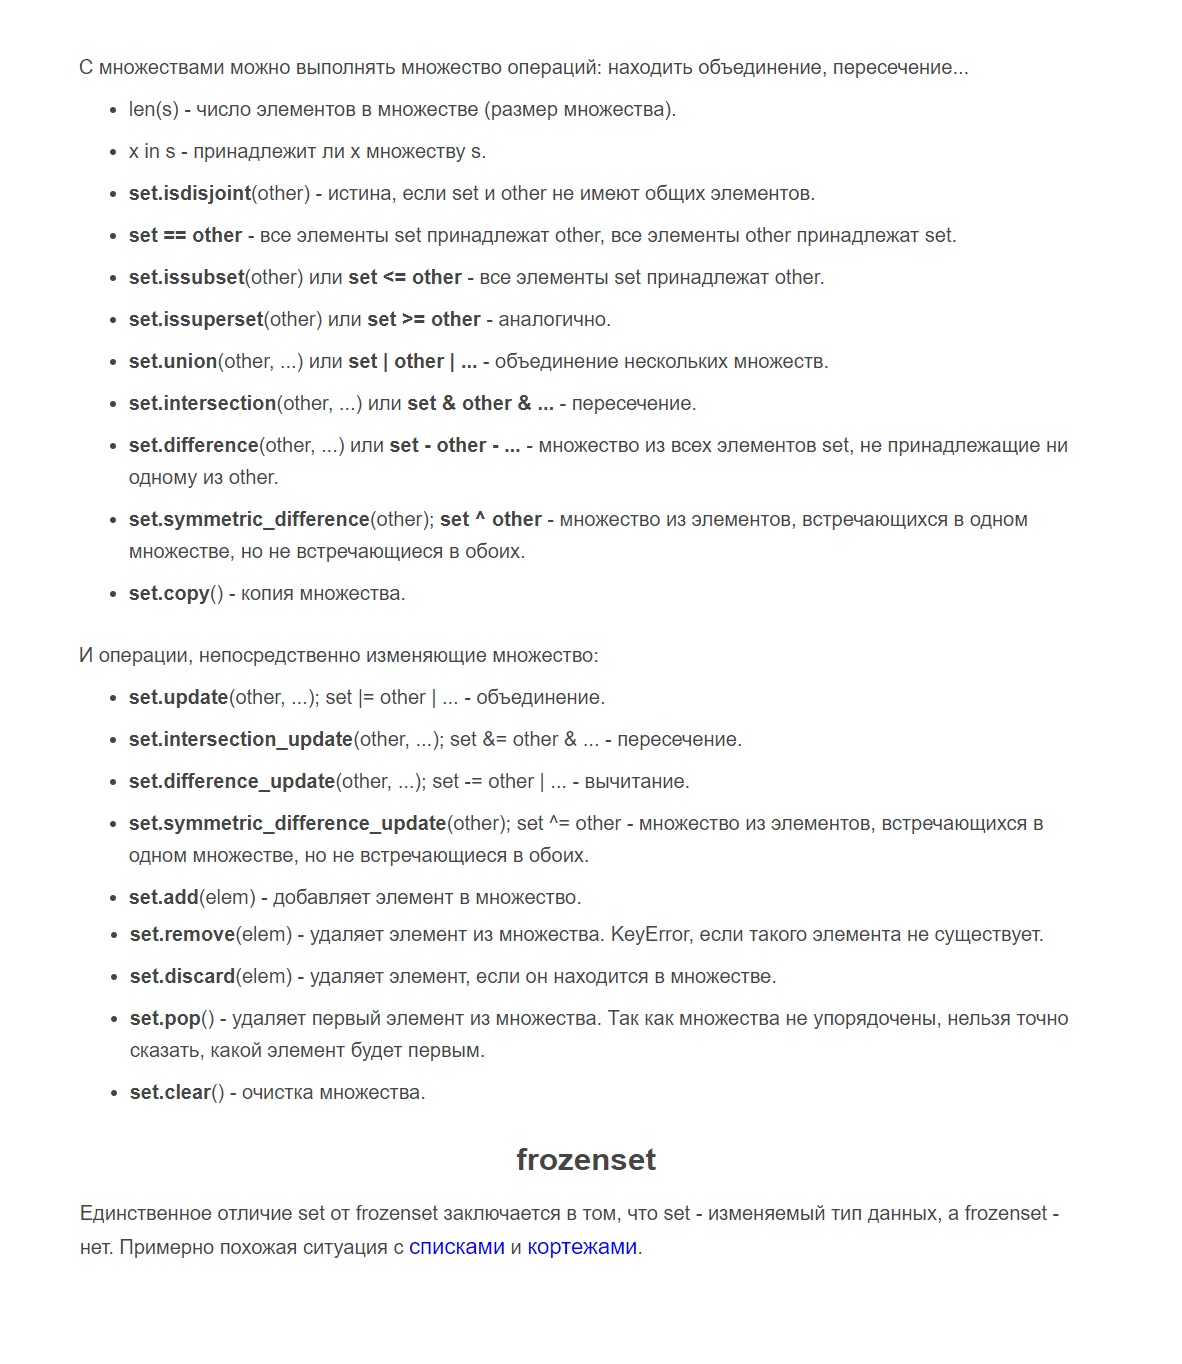 С множествами можно выполнять множество операций: находить объединение, пересечение...
• len(s) - число элементов в множестве (размер множества).
• x in s - принадлежит ли x множеству s.
• set.isdisjoint(other) - истина, если set и other не имеют общих элементов.
• set == other - все элементы set принадлежат other, все элементы other принадлежат set.
• set.issubset(other) или set <= other - все элементы set принадлежат other.
• set.issuperset(other) или set >= other - аналогично.
• set.union(other, ...) или set | other | ... - объединение нескольких множеств.
• set.intersection(other, ...) или set & other & ... - пересечение.
• set.difference(other, ...) или set - other - ... - множество из всех элементов set, не принадлежащие ни
одному из other.
• set.symmetric_difference(other); set ^ other - множество из элементов, встречающихся в одном
множестве, но не встречающиеся в обоих.
• set.copy() - копия множества.
И операции, непосредственно изменяющие множество:
• set.update(other, ...); set |= other | ... - объединение.
• set.intersection_update(other, ...); set &= other & ... - пересечение.
• set.difference_update(other, ...); set -= other | ... - вычитание.
• set.symmetric_difference_update(other); set ^= other - множество из элементов, встречающихся в
одном множестве, но не встречающиеся в обоих.
• set.add(elem) - добавляет элемент в множество.
• set.remove(elem) - удаляет элемент из множества. KeyError, если такого элемента не существует.
• set.discard(elem) - удаляет элемент, если он находится в множестве.
• set.pop() - удаляет первый элемент из множества. Так как множества не упорядочены, нельзя точно
сказать, какой элемент будет первым.
• set.clear() - очистка множества.
frozenset
Единственное отличие set от frozenset заключается в том, что set - изменяемый тип данных, а frozenset -
нет. Примерно похожая ситуация с списками и кортежами.